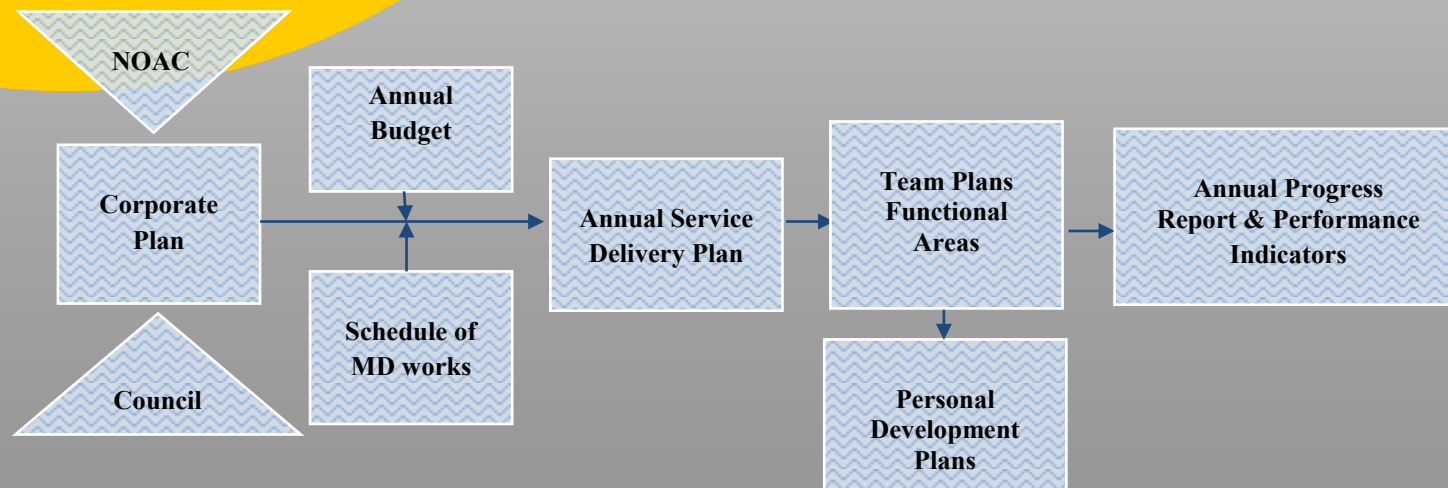 NOAC
Corporate
Plan
Council
Annual
Budget
Schedule of
MD works
Annual Service
Delivery Plan
Team Plans
Functional
Areas
Personal
Development
Plans
Annual Progress
Report & Performance
Indicators